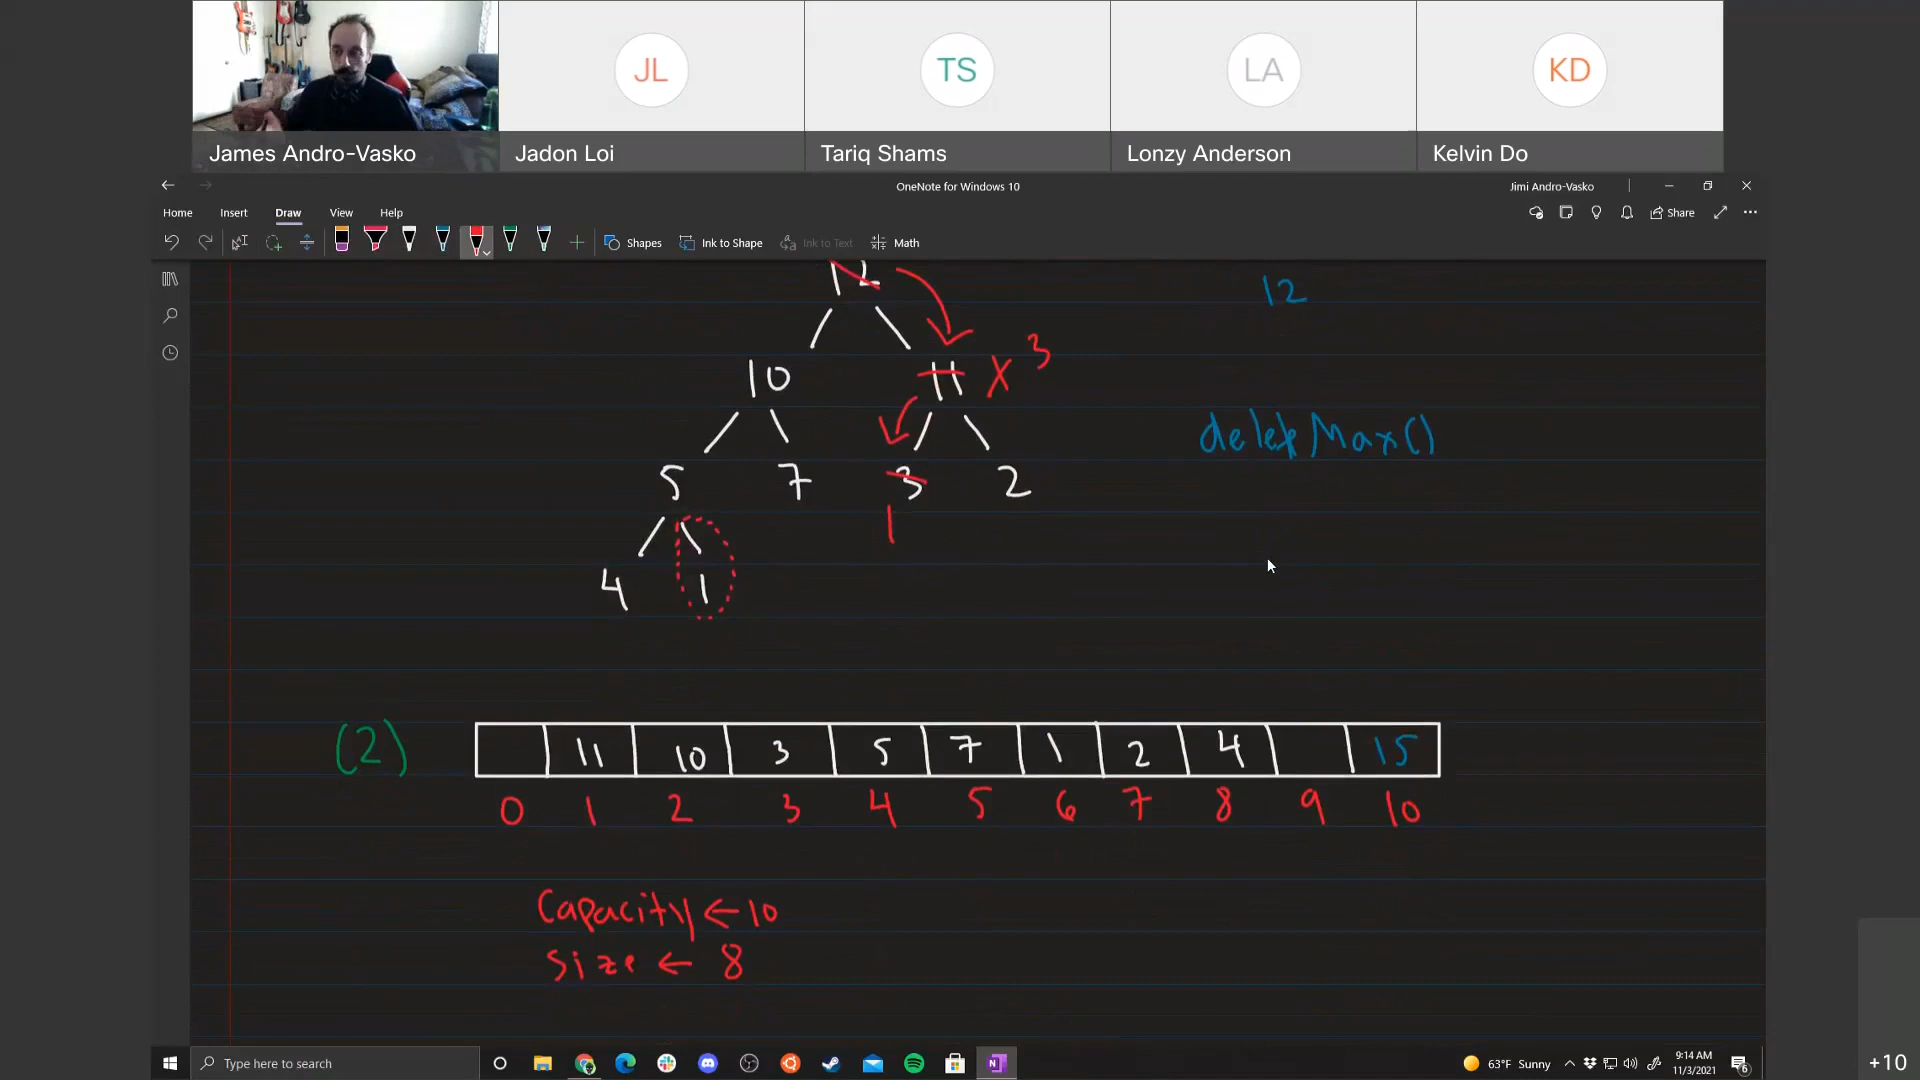 JL
TS
LA
KD
James Andro-Vasko
Jadon Loi
Tariq Shams
Lonzy Anderson
Kelvin Do
OneNote for Windows 10
Jimi Andro-Vasko
Home Insert Draw View Help
Share
Shapes
Ink to Shape
Ink to Text
Math
12
12
10 11 X 3
deleteMax()
5 7 3 2
1
4 1
(2)
11 10 3 5 7 1 2 4 15
0 1 2 3 4 5 6 7 8 9 10
Capacity ← 10
Size ← 8
Type here to search
63°F Sunny
9:14 AM
11/3/2021
6
+10